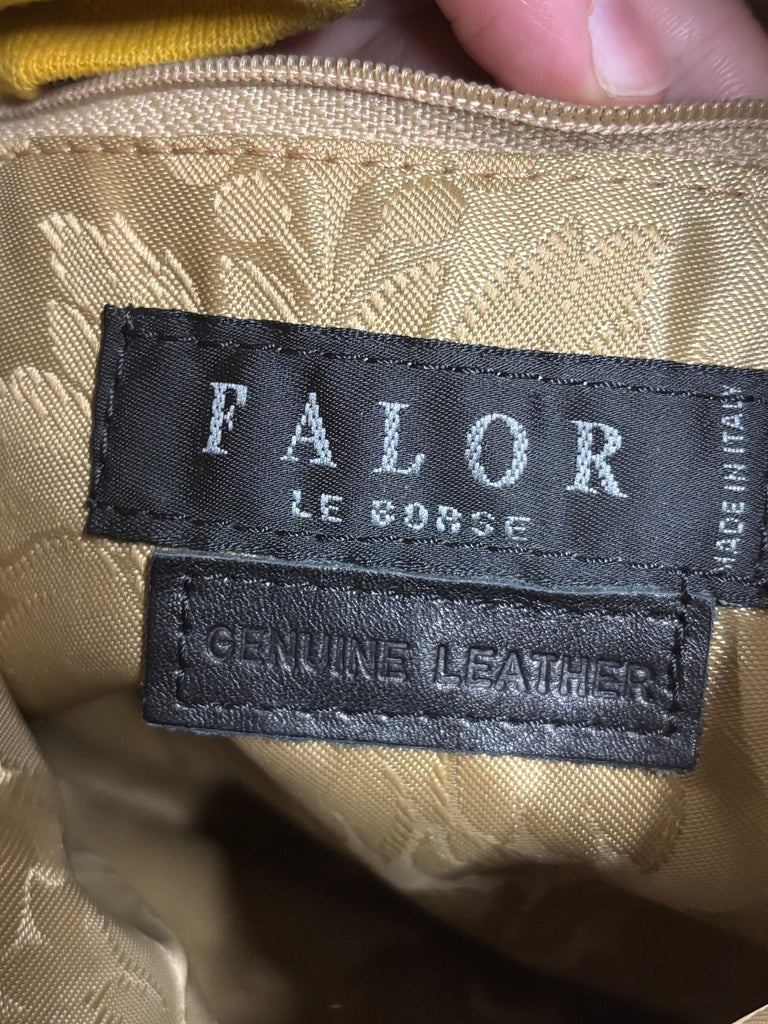 FALOR
LE BORSE
MADE IN ITALY
GENUINE LEATHER